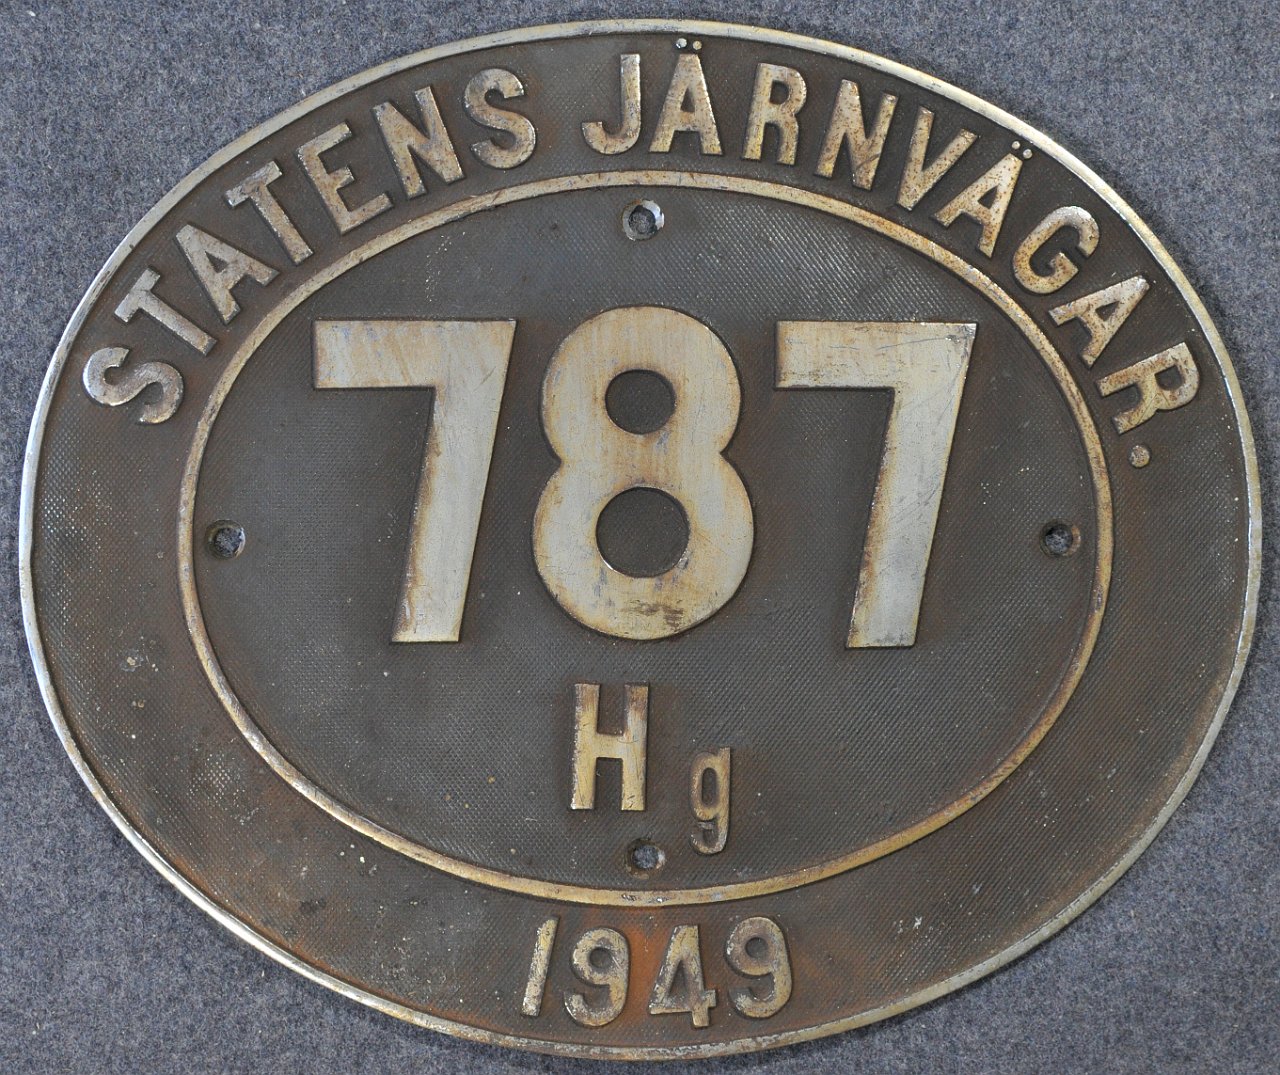 STATENS JÄRNVÄGAR.
787
Hg
1949